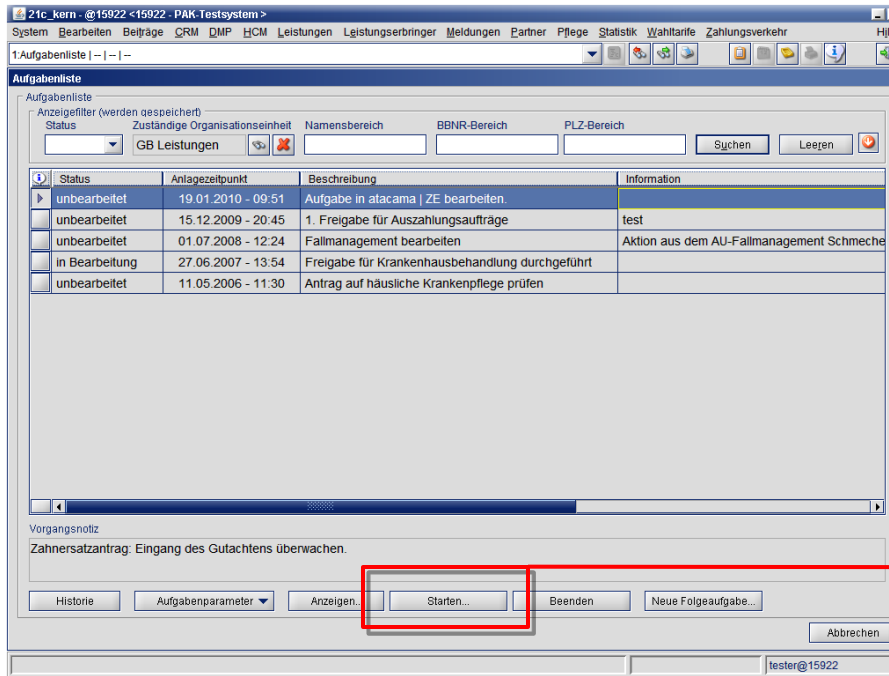 21c_kern - @15922 <15922 - PAK-Testsystem >
System Bearbeiten Beiträge CRM DMP HCM Leistungen Leistungserbringer Meldungen Partner Pflege Statistik Wahltarife Zahlungsverkehr
1:Aufgabenliste | -- | -- | --
Aufgabenliste
Aufgabenliste
Anzeigefilter (werden gespeichert)
Status Zuständige Organisationseinheit Namensbereich BBNR-Bereich PLZ-Bereich
GB Leistungen Suchen Leeren
Status Anlagezeitpunkt Beschreibung Information
unbearbeitet 19.01.2010 - 09:51 Aufgabe in atacama | ZE bearbeiten.
unbearbeitet 15.12.2009 - 20:45 1. Freigabe für Auszahlungsaufträge test
unbearbeitet 01.07.2008 - 12:24 Fallmanagement bearbeiten Aktion aus dem AU-Fallmanagement Schmeche
in Bearbeitung 27.06.2007 - 13:54 Freigabe für Krankenhausbehandlung durchgeführt
unbearbeitet 11.05.2006 - 11:30 Antrag auf häusliche Krankenpflege prüfen
Vorgangsnotiz
Zahnersatzantrag: Eingang des Gutachtens überwachen.
Historie Aufgabenparameter Anzeigen... Starten... Beenden Neue Folgeaufgabe...
Abbrechen
tester@15922